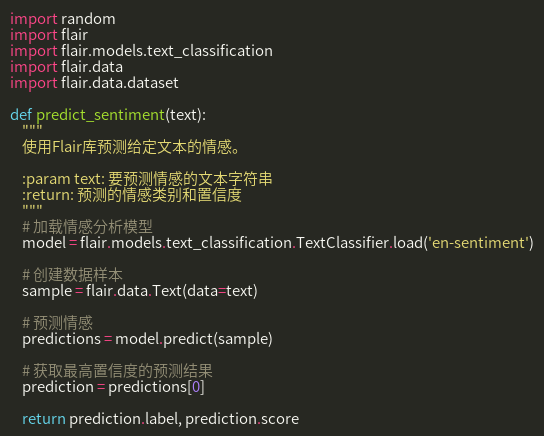 import random
import flair
import flair.models.text_classification
import flair.data
import flair.data.dataset
def predict_sentiment(text):
"""
使用Flair库预测给定文本的情感。
:param text: 要预测情感的文本字符串
:return: 预测的情感类别和置信度
"""
# 加载情感分析模型
model = flair.models.text_classification.TextClassifier.load('en-sentiment')
# 创建数据样本
sample = flair.data.Text(data=text)
# 预测情感
predictions = model.predict(sample)
# 获取最高置信度的预测结果
prediction = predictions[0]
return prediction.label, prediction.score